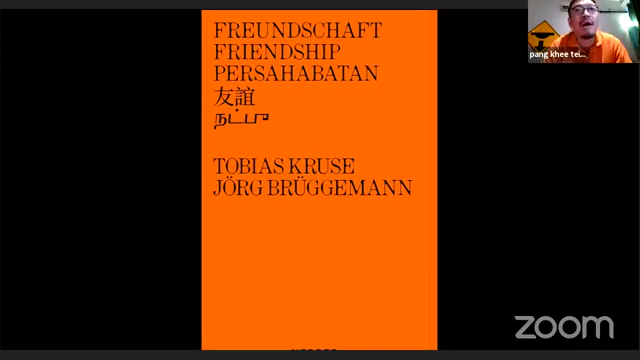 FREUNDSCHAFT
FRIENDSHIP
PERSAHABATAN
友誼
நட்பு
TOBIAS KRUSE
JÖRG BRÜGGEMANN
pang khee tei...
zoom